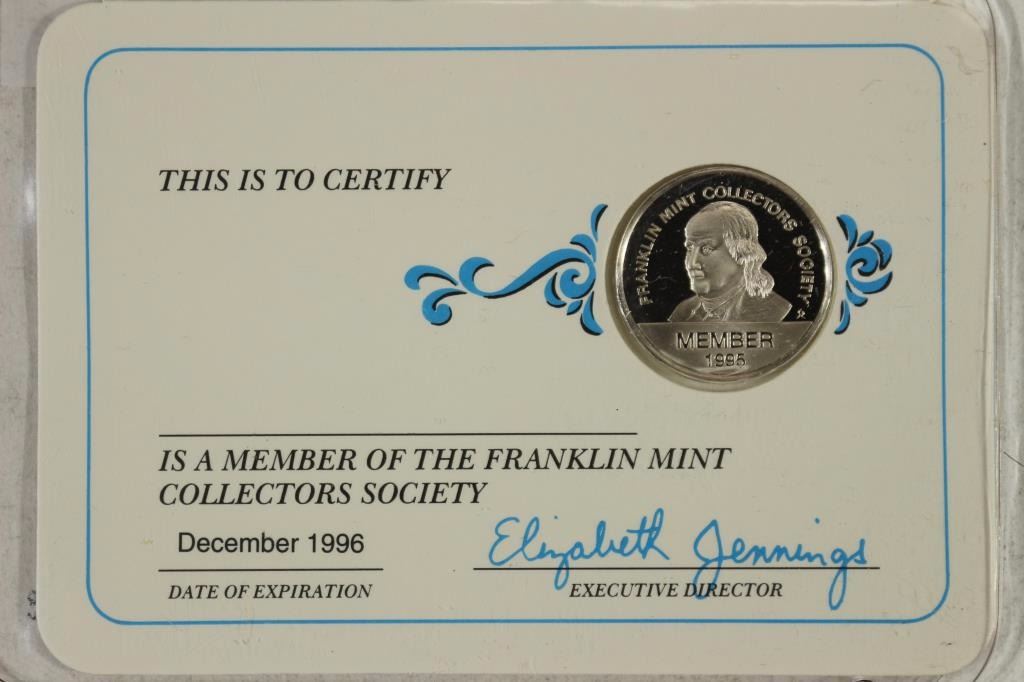 THIS IS TO CERTIFY
FRANKLIN MINT COLLECTORS SOCIETY
MEMBER
1995
IS A MEMBER OF THE FRANKLIN MINT
COLLECTORS SOCIETY
December 1996
Elizabeth Jennings
DATE OF EXPIRATION
EXECUTIVE DIRECTOR